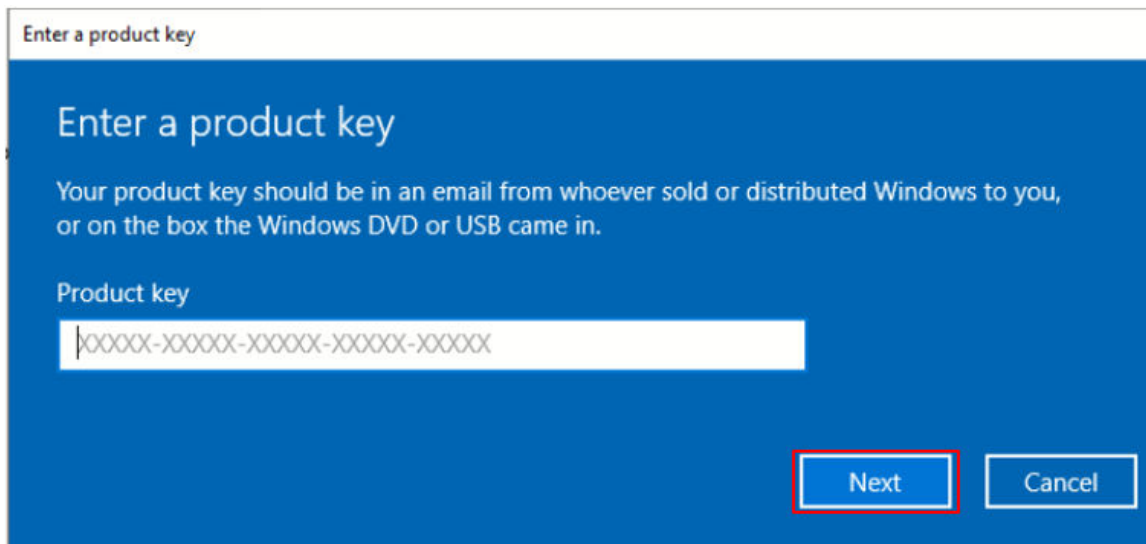 Enter a product key
Enter a product key
Your product key should be in an email from whoever sold or distributed Windows to you,
or on the box the Windows DVD or USB came in.
Product key
XXXXX-XXXXX-XXXXX-XXXXX-XXXXX
Next Cancel